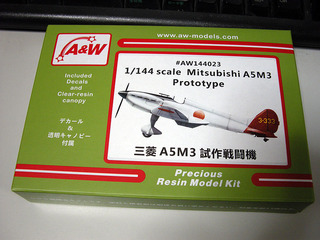 www.aw-models.com
A&W
#AW144023
1/144 scale Mitsubishi A5M3
Prototype
Included
Decals
and
Clear-resin
canopy
デカール
&
透明キャノピー
付属
3-333
三菱 A5M3 試作戦闘機
Precious
Resin Model Kit